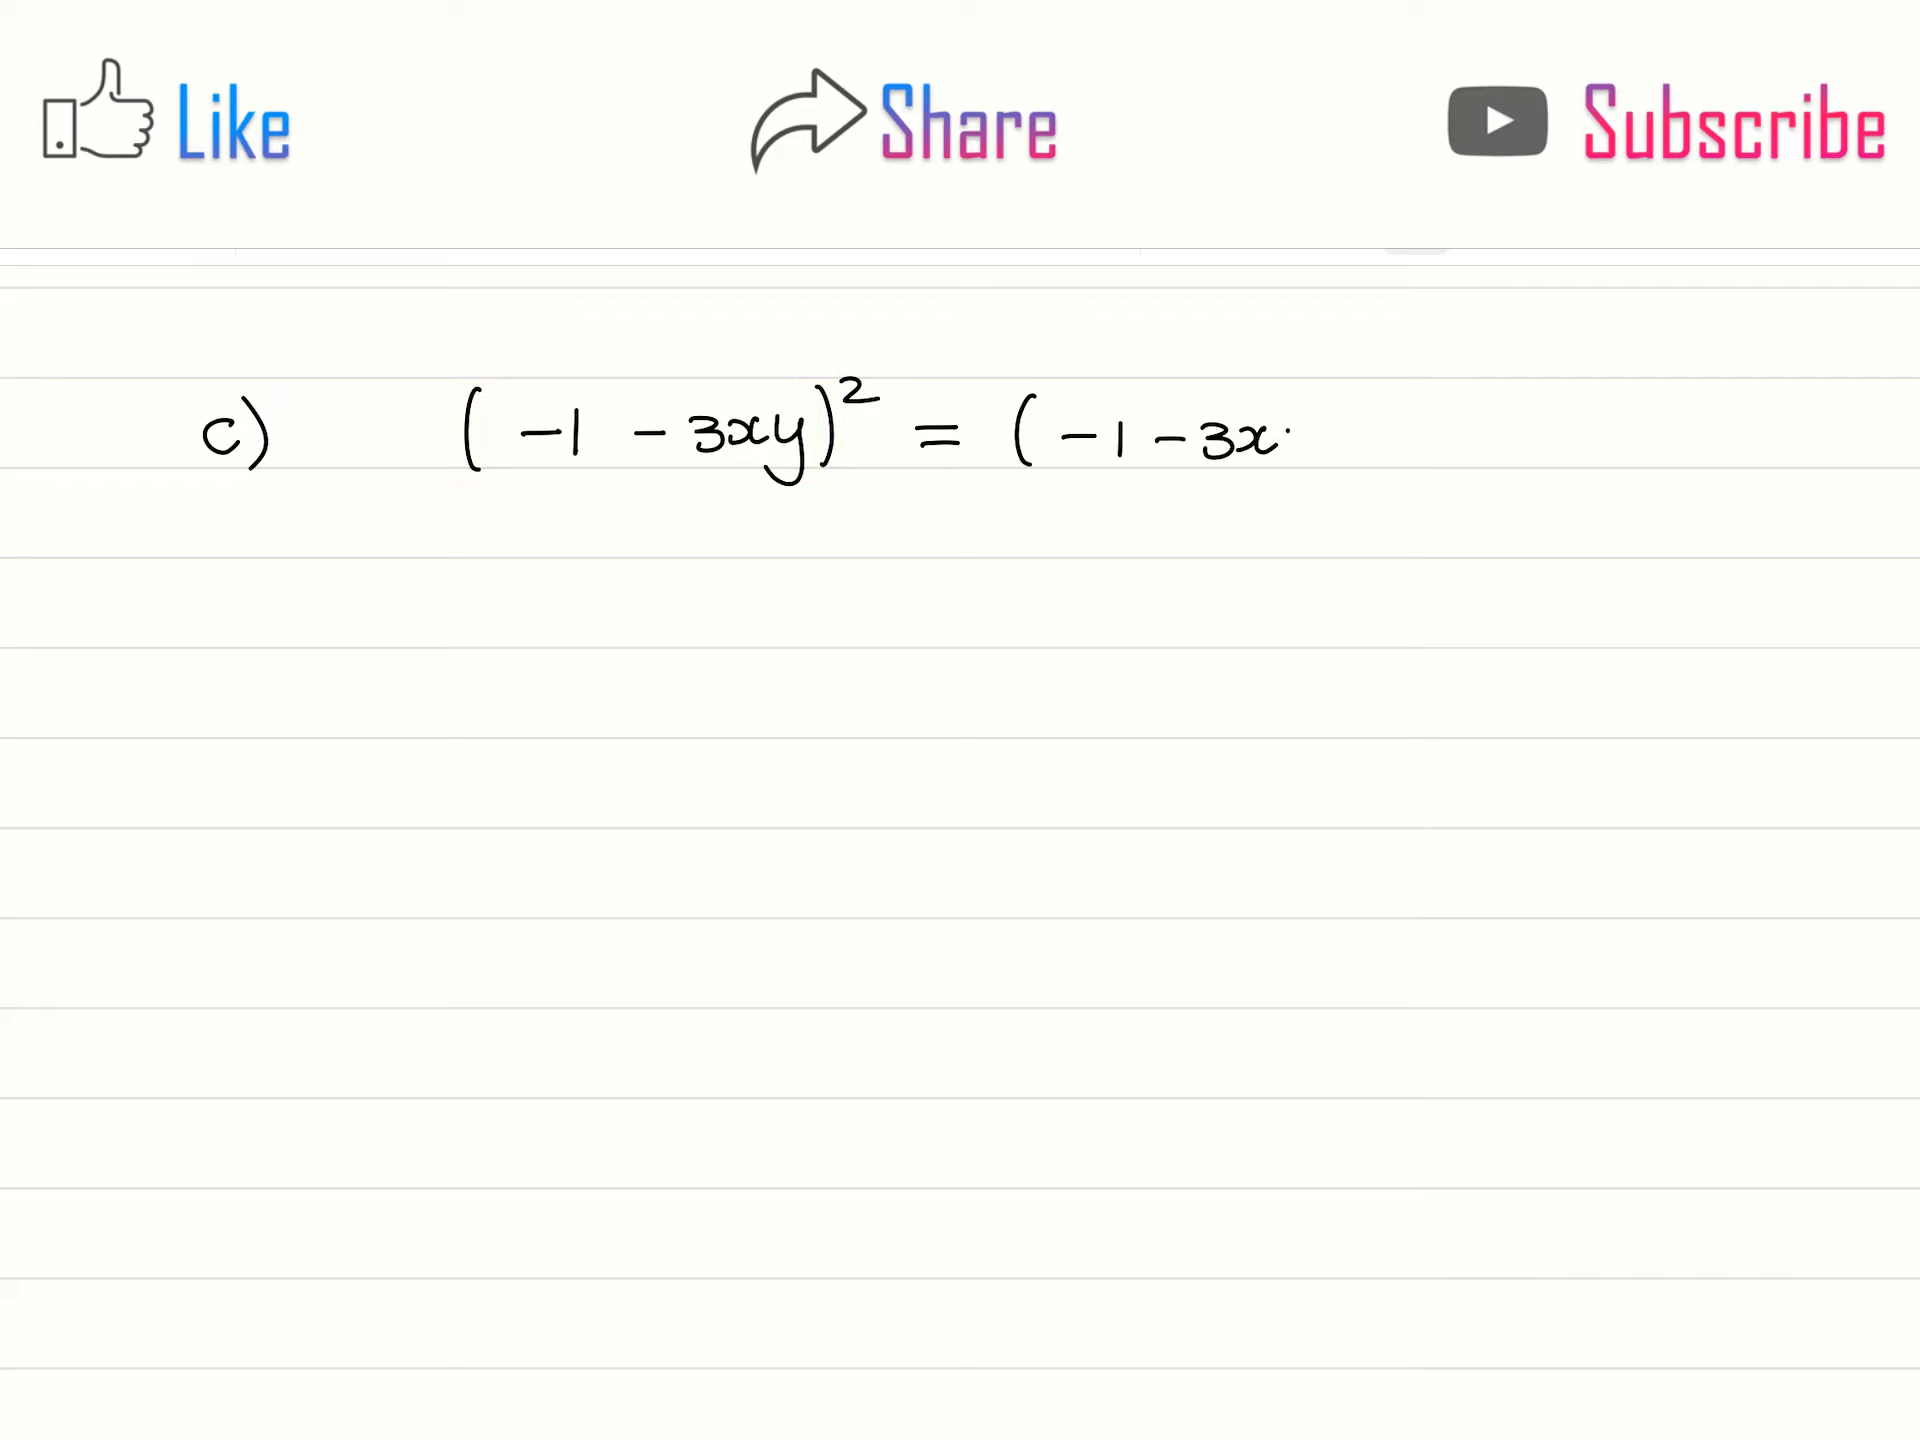 Like Share Subscribe
c) (-1 - 3xy)² = (-1 - 3x